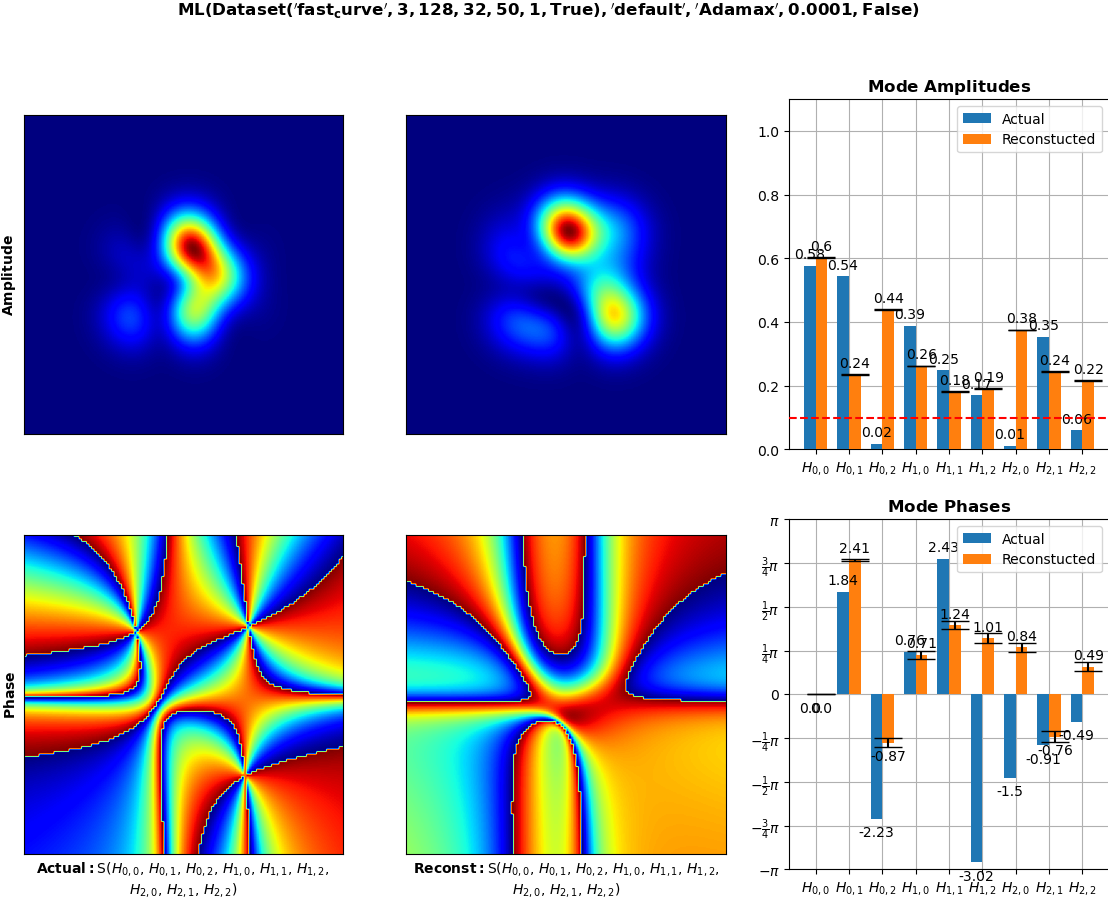 ML(Dataset('fast_curve', 3, 128, 32, 50, 1, True), 'default', 'Adamax', 0.0001, False)
Amplitude
Mode Amplitudes
Actual
Reconstucted
1.0
0.8
0.6
0.4
0.2
0.0
0.58
0.6
0.54
0.24
0.02
0.44
0.39
0.26
0.25
0.18
0.17
0.19
0.01
0.38
0.35
0.24
0.06
0.22
H0,0 H0,1 H0,2 H1,0 H1,1 H1,2 H2,0 H2,1 H2,2
Phase
Mode Phases
Actual
Reconstucted
π
3/4π
1/2π
1/4π
0
−1/4π
−1/2π
−3/4π
−π
0.0
0.0
1.84
2.41
-2.23
-0.87
0.76
0.71
2.43
1.24
-3.02
1.01
-1.5
0.84
-0.91
-0.76
-0.49
0.49
H0,0 H0,1 H0,2 H1,0 H1,1 H1,2 H2,0 H2,1 H2,2
Actual: S(H0,0, H0,1, H0,2, H1,0, H1,1, H1,2,
H2,0, H2,1, H2,2)
Reconst: S(H0,0, H0,1, H0,2, H1,0, H1,1, H1,2,
H2,0, H2,1, H2,2)